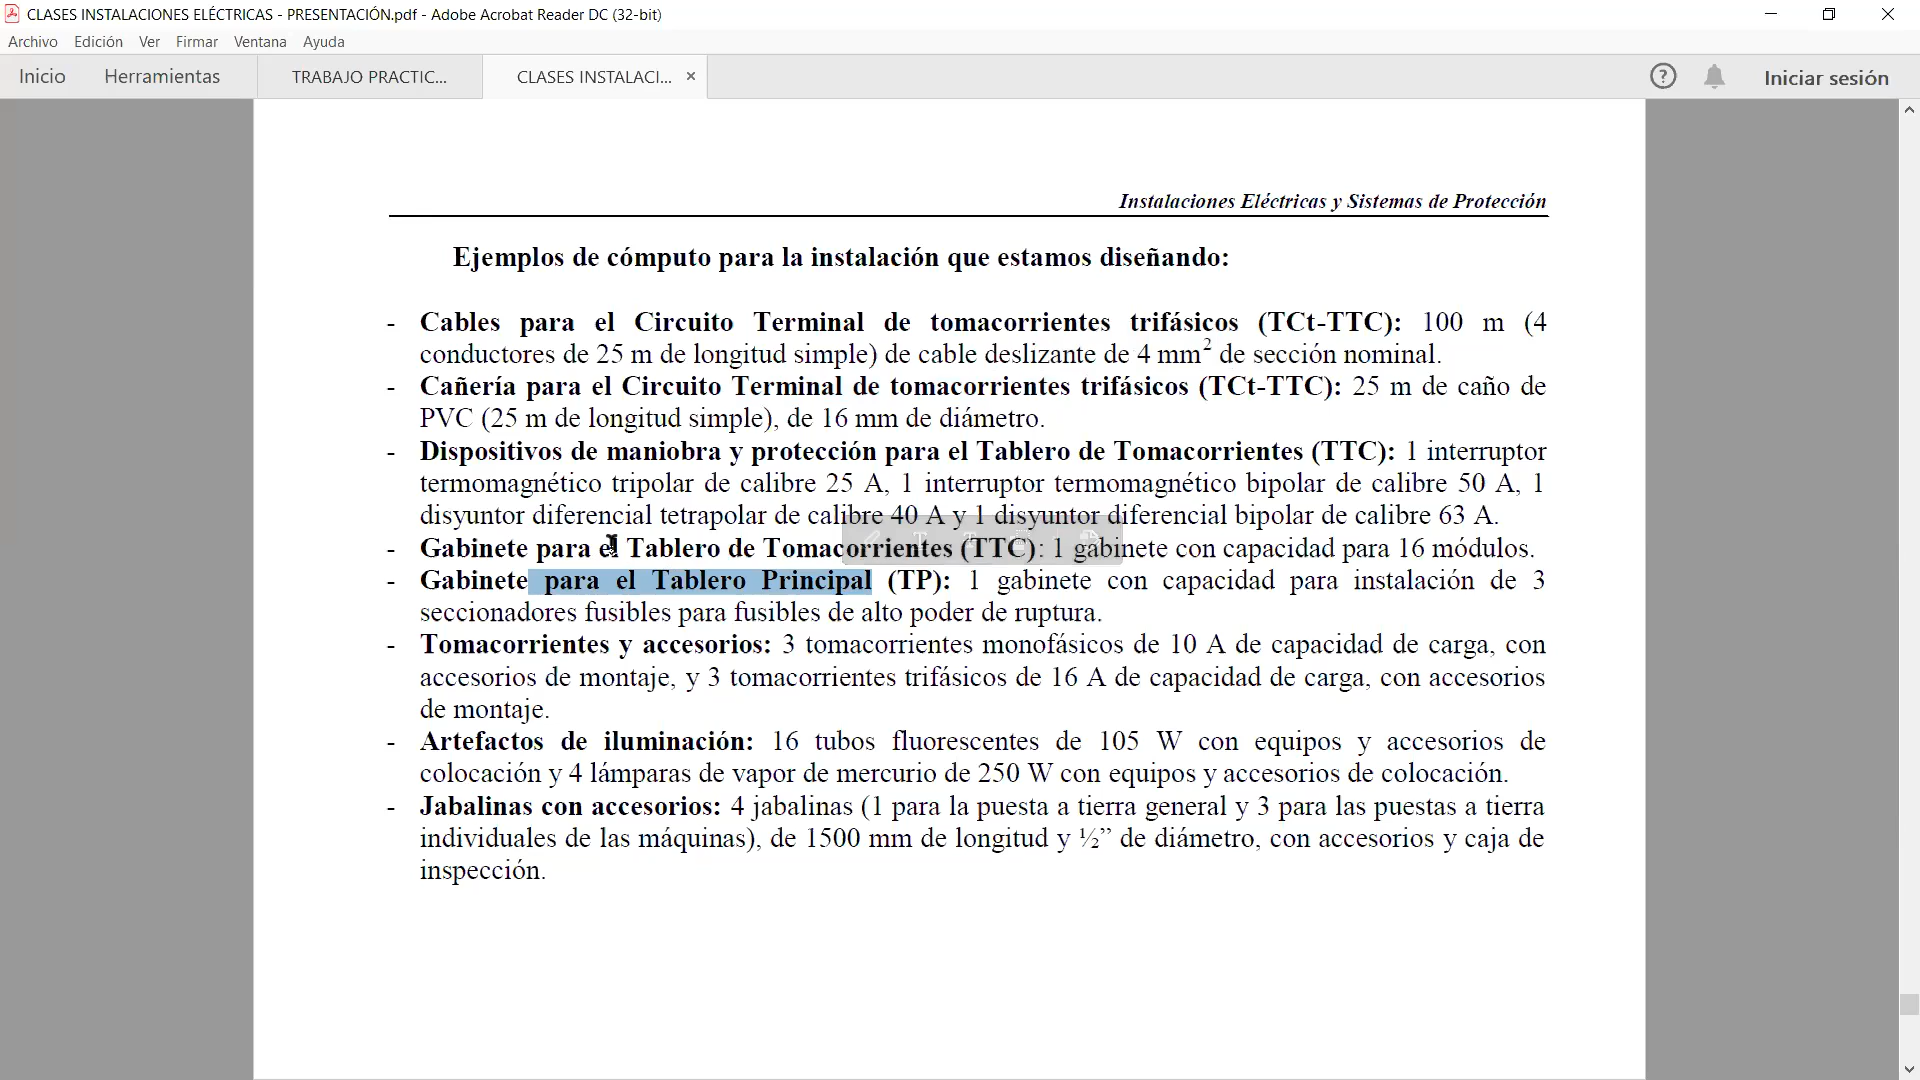 CLASES INSTALACIONES ELÉCTRICAS - PRESENTACIÓN.pdf - Adobe Acrobat Reader DC (32-bit)
Archivo Edición Ver Firmar Ventana Ayuda
Inicio Herramientas TRABAJO PRACTIC... CLASES INSTALACI... × ? Iniciar sesión
Instalaciones Eléctricas y Sistemas de Protección
Ejemplos de cómputo para la instalación que estamos diseñando:
- Cables para el Circuito Terminal de tomacorrientes trifásicos (TCt-TTC): 100 m (4
conductores de 25 m de longitud simple) de cable deslizante de 4 mm² de sección nominal.
- Cañería para el Circuito Terminal de tomacorrientes trifásicos (TCt-TTC): 25 m de caño de
PVC (25 m de longitud simple), de 16 mm de diámetro.
- Dispositivos de maniobra y protección para el Tablero de Tomacorrientes (TTC): 1 interruptor
termomagnético tripolar de calibre 25 A, 1 interruptor termomagnético bipolar de calibre 50 A, 1
disyuntor diferencial tetrapolar de calibre 40 A y 1 disyuntor diferencial bipolar de calibre 63 A.
- Gabinete para el Tablero de Tomacorrientes (TTC): 1 gabinete con capacidad para 16 módulos.
- Gabinete para el Tablero Principal (TP): 1 gabinete con capacidad para instalación de 3
seccionadores fusibles para fusibles de alto poder de ruptura.
- Tomacorrientes y accesorios: 3 tomacorrientes monofásicos de 10 A de capacidad de carga, con
accesorios de montaje, y 3 tomacorrientes trifásicos de 16 A de capacidad de carga, con accesorios
de montaje.
- Artefactos de iluminación: 16 tubos fluorescentes de 105 W con equipos y accesorios de
colocación y 4 lámparas de vapor de mercurio de 250 W con equipos y accesorios de colocación.
- Jabalinas con accesorios: 4 jabalinas (1 para la puesta a tierra general y 3 para las puestas a tierra
individuales de las máquinas), de 1500 mm de longitud y ½” de diámetro, con accesorios y caja de
inspección.